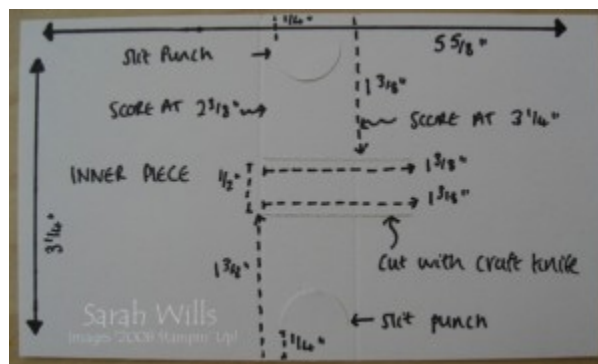 1/4"
5 5/8"
Slit Punch →
1 3/8"
SCORE AT 2 3/8"
SCORE AT 3 1/4"
INNER PIECE
1/2"
1 3/8"
1 3/8"
3 1/4"
1 3/8"
Cut with craft knife
Sarah Wills
Images ©2008 Stampin' Up!
1/4"
← Slit punch